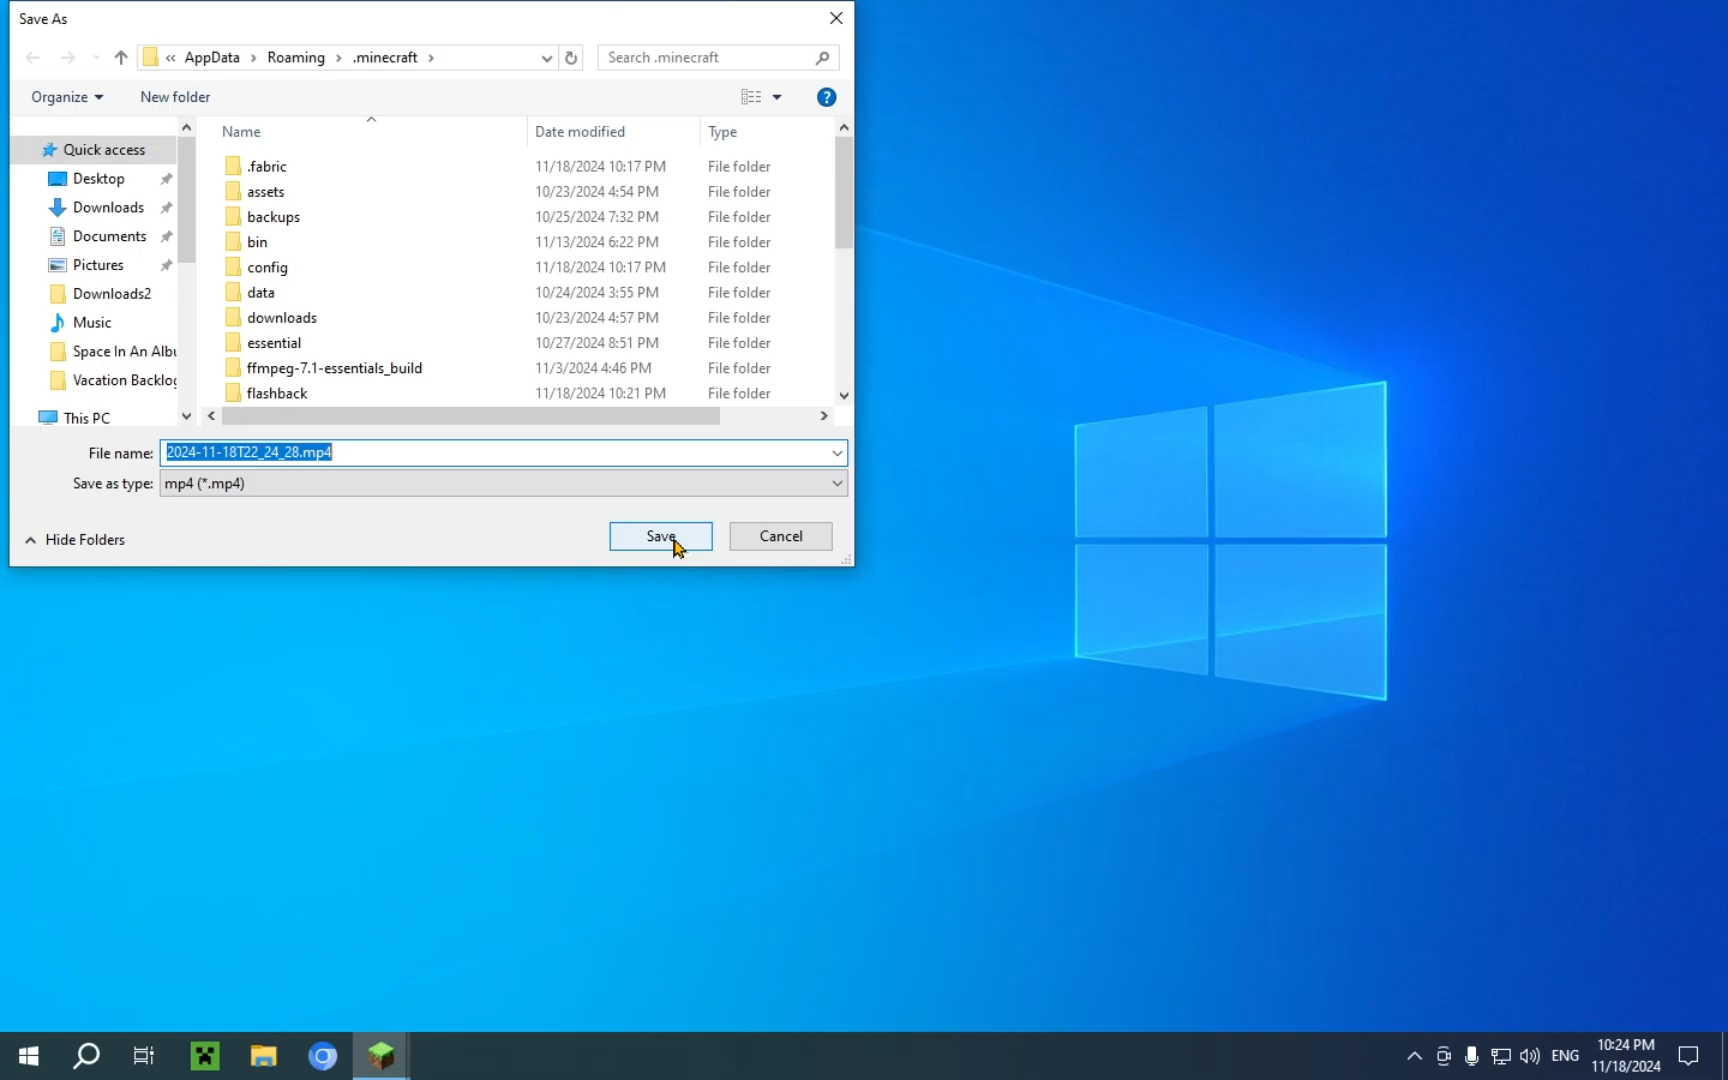 Save As
« AppData › Roaming › .minecraft ›
Search .minecraft
Organize
New folder
Quick access
Desktop
Downloads
Documents
Pictures
Downloads2
Music
Space In An Albu
Vacation Backlog
This PC
Name Date modified Type
.fabric 11/18/2024 10:17 PM File folder
assets 10/23/2024 4:54 PM File folder
backups 10/25/2024 7:32 PM File folder
bin 11/13/2024 6:22 PM File folder
config 11/18/2024 10:17 PM File folder
data 10/24/2024 3:55 PM File folder
downloads 10/23/2024 4:57 PM File folder
essential 10/27/2024 8:51 PM File folder
ffmpeg-7.1-essentials_build 11/3/2024 4:46 PM File folder
flashback 11/18/2024 10:21 PM File folder
File name: 2024-11-18T22_24_28.mp4
Save as type: mp4 (*.mp4)
Hide Folders
Save
Cancel
ENG
10:24 PM
11/18/2024